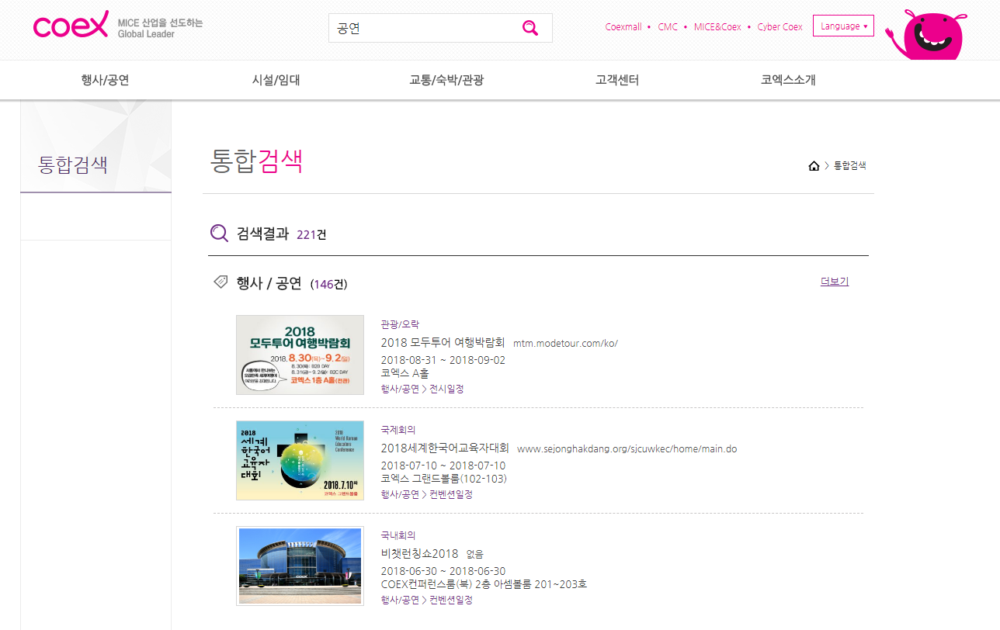 coex MICE 산업을 선도하는
Global Leader
공연
Coexmall • CMC • MICE&Coex • Cyber Coex
Language ▾
행사/공연 시설/임대 교통/숙박/관광 고객센터 코엑스소개
통합검색
통합검색
> 통합검색
검색결과 221건
행사 / 공연 (146건)
더보기
2018
모두투어 여행박람회
2018. 8.30(목)~9.2(일)
8. 30(목): B2B DAY
8. 31(금)~9. 2(일): B2C DAY
코엑스 1층 A홀(전관)
관광/오락
2018 모두투어 여행박람회 mtm.modetour.com/ko/
2018-08-31 ~ 2018-09-02
코엑스 A홀
행사/공연 > 전시일정
2018
세계
한국어
교육자
대회
2018
World Korean
Educators
Conference
2018.7.10
코엑스 그랜드볼룸
국제회의
2018세계한국어교육자대회 www.sejonghakdang.org/sjcuwkec/home/main.do
2018-07-10 ~ 2018-07-10
코엑스 그랜드볼룸(102-103)
행사/공연 > 컨벤션일정
coex
국내회의
비챗런칭쇼2018 없음
2018-06-30 ~ 2018-06-30
COEX컨퍼런스룸(북) 2층 아셈볼룸 201~203호
행사/공연 > 컨벤션일정